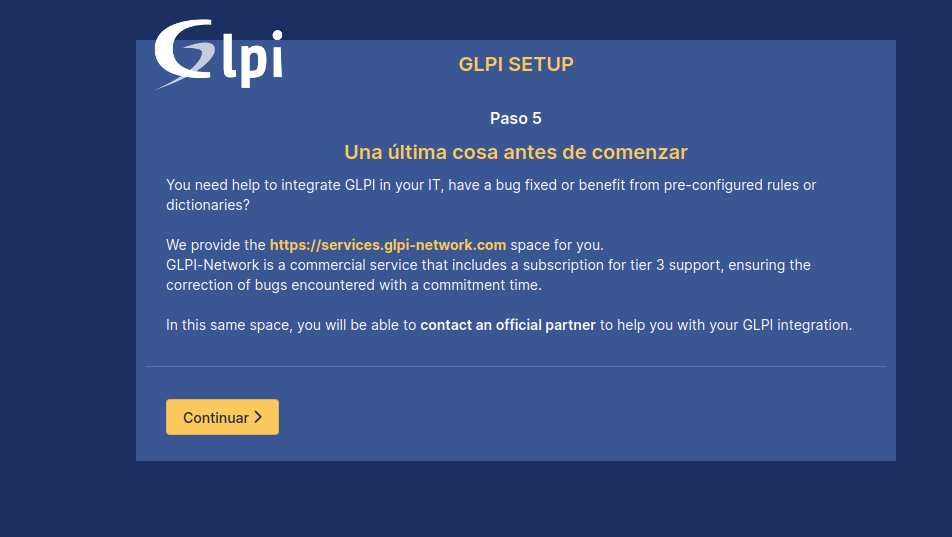 Glpi
GLPI SETUP
Paso 5
Una última cosa antes de comenzar
You need help to integrate GLPI in your IT, have a bug fixed or benefit from pre-configured rules or
dictionaries?
We provide the https://services.glpi-network.com space for you.
GLPI-Network is a commercial service that includes a subscription for tier 3 support, ensuring the
correction of bugs encountered with a commitment time.
In this same space, you will be able to contact an official partner to help you with your GLPI integration.
Continuar